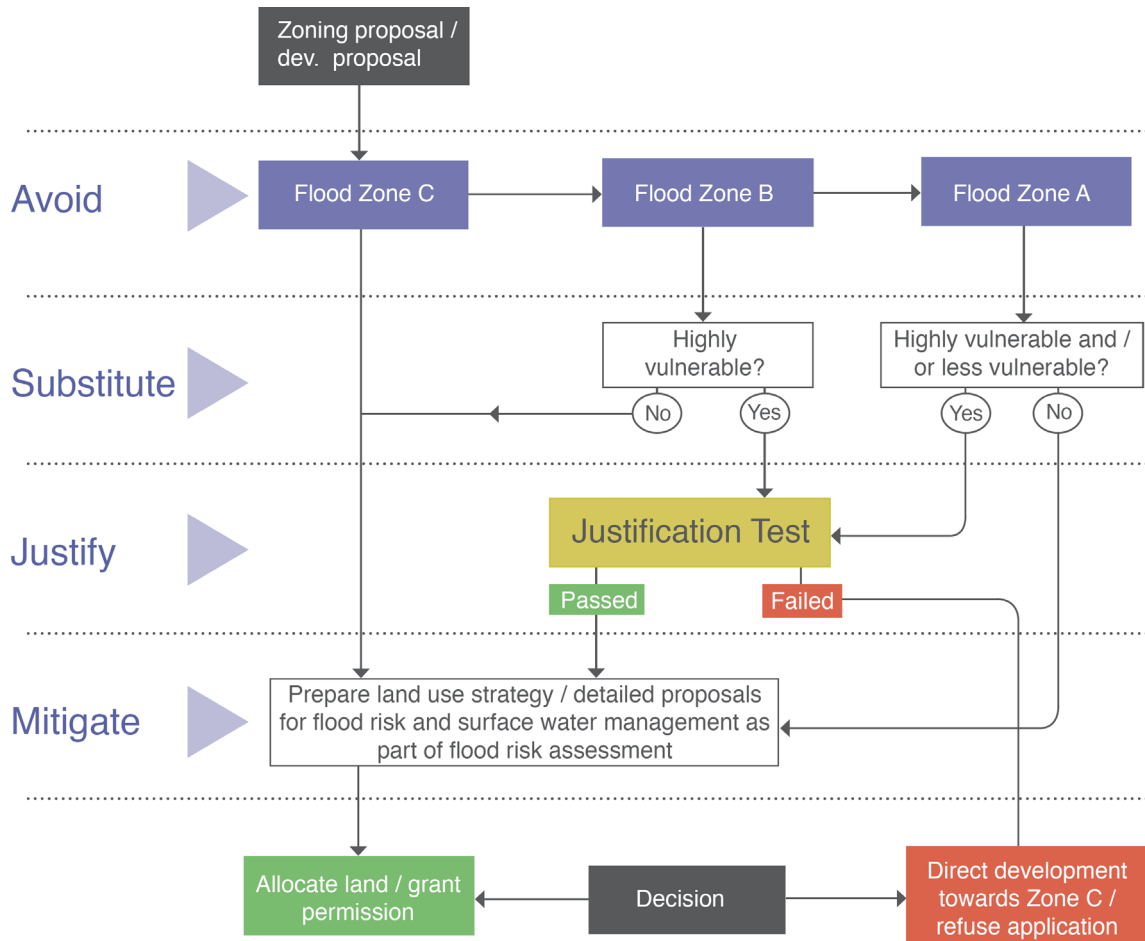 Zoning proposal /
dev. proposal
Avoid
Flood Zone C
Flood Zone B
Flood Zone A
Substitute
Highly
vulnerable?
Highly vulnerable and /
or less vulnerable?
No
Yes
Yes
No
Justify
Justification Test
Passed
Failed
Mitigate
Prepare land use strategy / detailed proposals
for flood risk and surface water management as
part of flood risk assessment
Allocate land / grant
permission
Decision
Direct development
towards Zone C /
refuse application